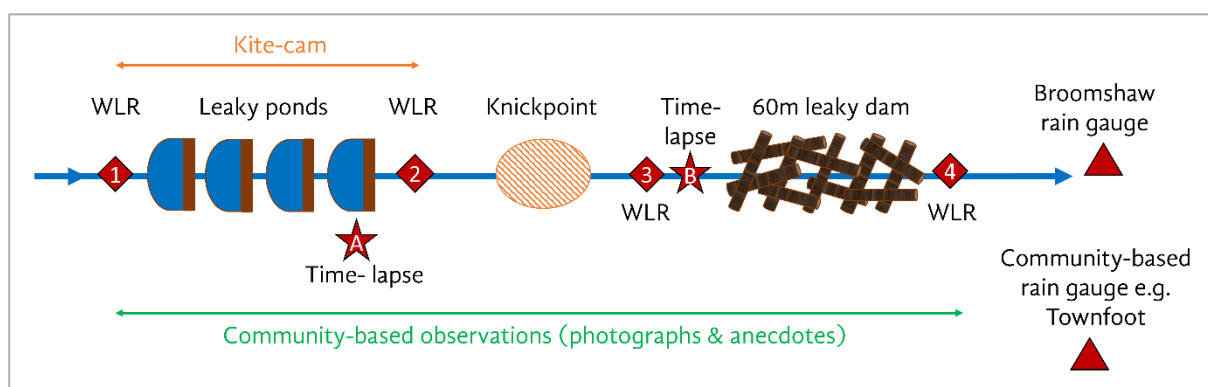 Kite-cam
WLR
Leaky ponds
WLR
Knickpoint
Time-
lapse
60m leaky dam
Broomshaw
rain gauge
1
2
3
B
4
WLR
WLR
A
Time- lapse
Community-based
rain gauge e.g.
Townfoot
Community-based observations (photographs & anecdotes)